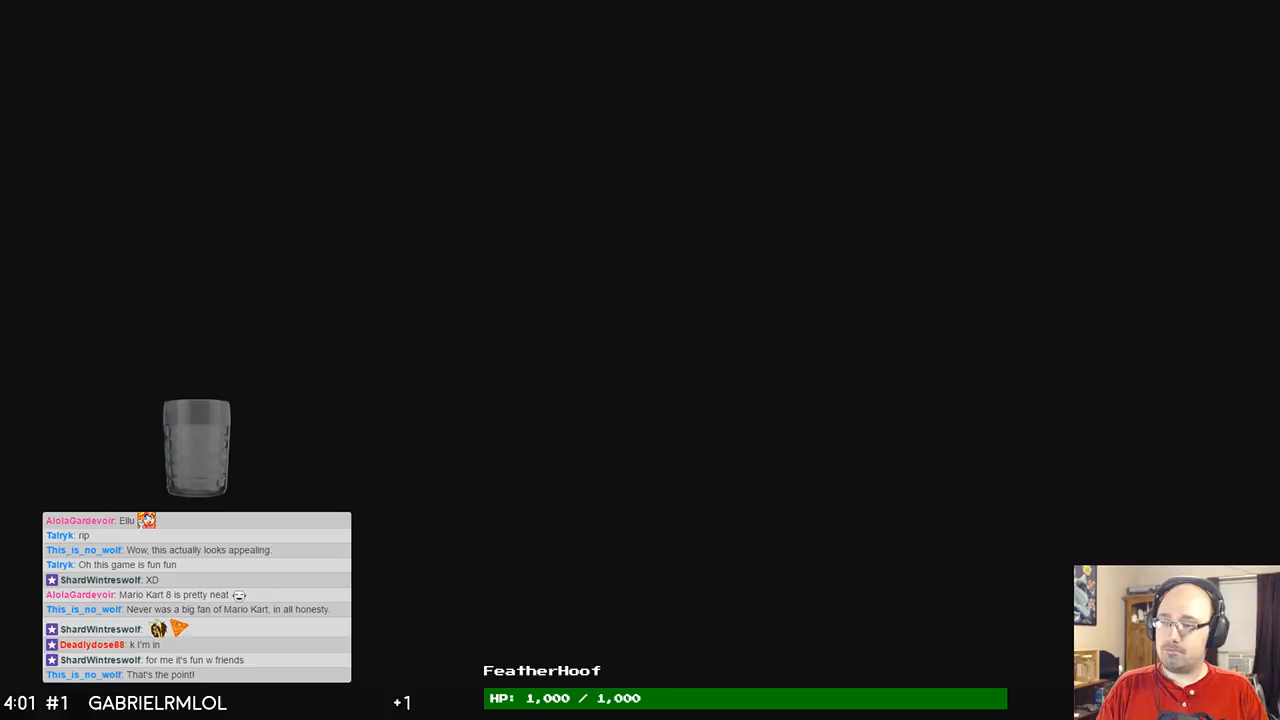 AlolaGardevoir: Ellu
Talryk: rip
This_is_no_wolf: Wow, this actually looks appealing.
Talryk: Oh this game is fun fun
ShardWintreswolf: XD
AlolaGardevoir: Mario Kart 8 is pretty neat
This_is_no_wolf: Never was a big fan of Mario Kart, in all honesty.
ShardWintreswolf:
Deadlydose88: k I'm in
ShardWintreswolf: for me it's fun w friends
This_is_no_wolf: That's the point!
FeatherHoof
HP: 1,000 / 1,000
4:01 #1 GABRIELRMLOL +1